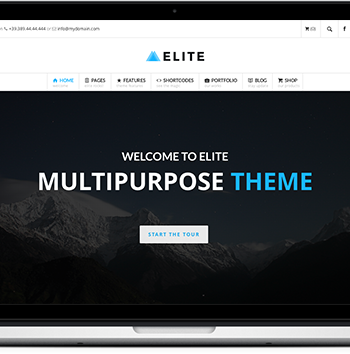 +39.089.44.44.444 or info@mydomain.com (0)
ELITE
HOME PAGES FEATURES SHORTCODES PORTFOLIO BLOG SHOP
WELCOME TO ELITE
MULTIPURPOSE THEME
START THE TOUR